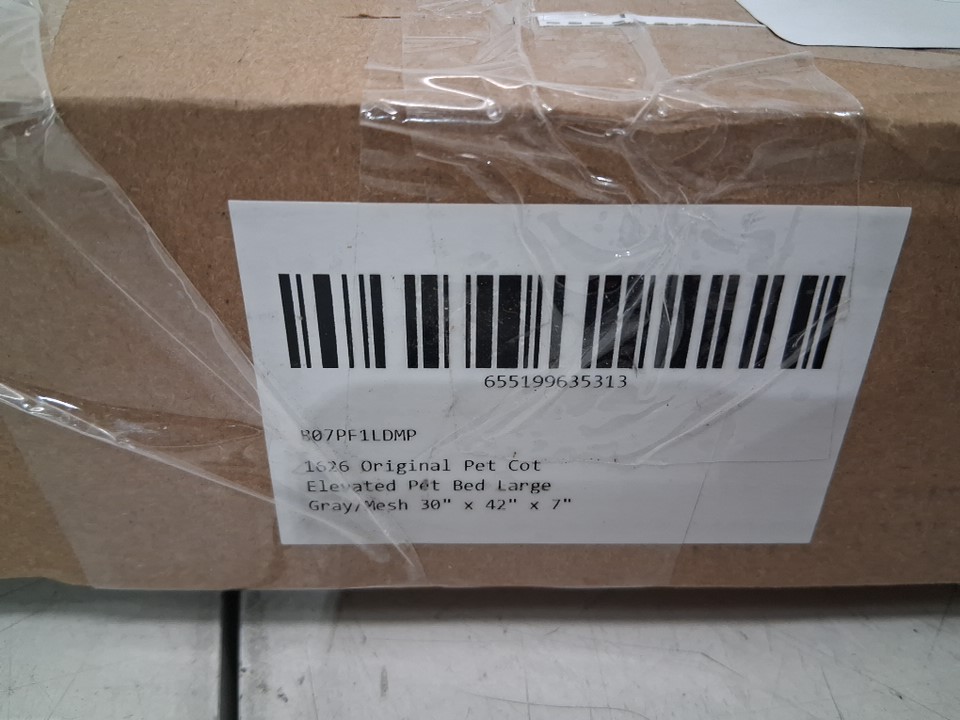 655199635313
B07PF1LDMP
1626 Original Pet Cot
Elevated Pet Bed Large
Gray/Mesh 30" x 42" x 7"